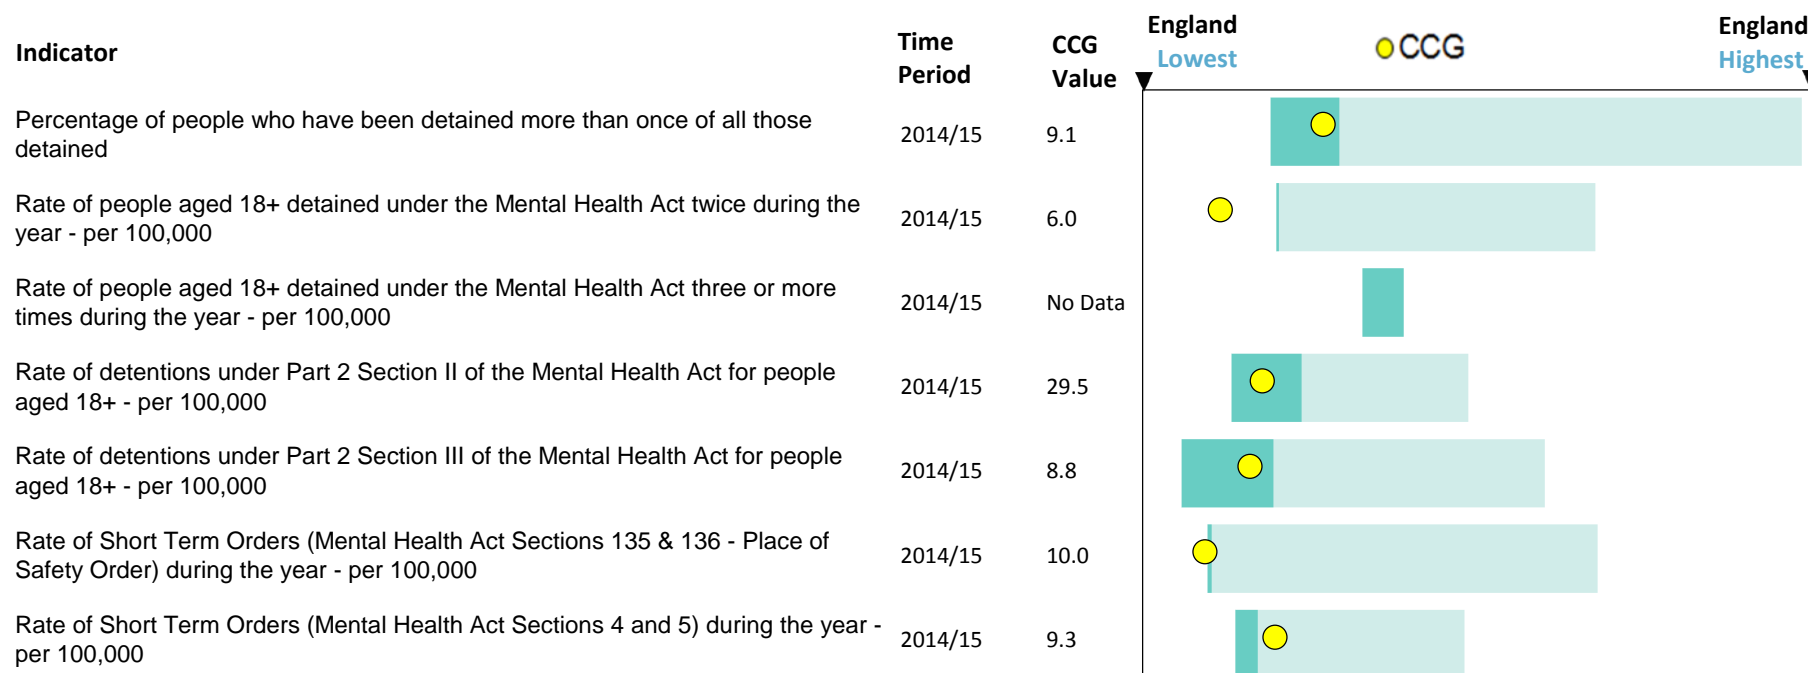 Indicator
Time
Period
CCG
Value
England
Lowest
CCG
England
Highest
Percentage of people who have been detained more than once of all those
detained
2014/15
9.1
Rate of people aged 18+ detained under the Mental Health Act twice during the
year - per 100,000
2014/15
6.0
Rate of people aged 18+ detained under the Mental Health Act three or more
times during the year - per 100,000
2014/15
No Data
Rate of detentions under Part 2 Section II of the Mental Health Act for people
aged 18+ - per 100,000
2014/15
29.5
Rate of detentions under Part 2 Section III of the Mental Health Act for people
aged 18+ - per 100,000
2014/15
8.8
Rate of Short Term Orders (Mental Health Act Sections 135 & 136 - Place of
Safety Order) during the year - per 100,000
2014/15
10.0
Rate of Short Term Orders (Mental Health Act Sections 4 and 5) during the year -
per 100,000
2014/15
9.3